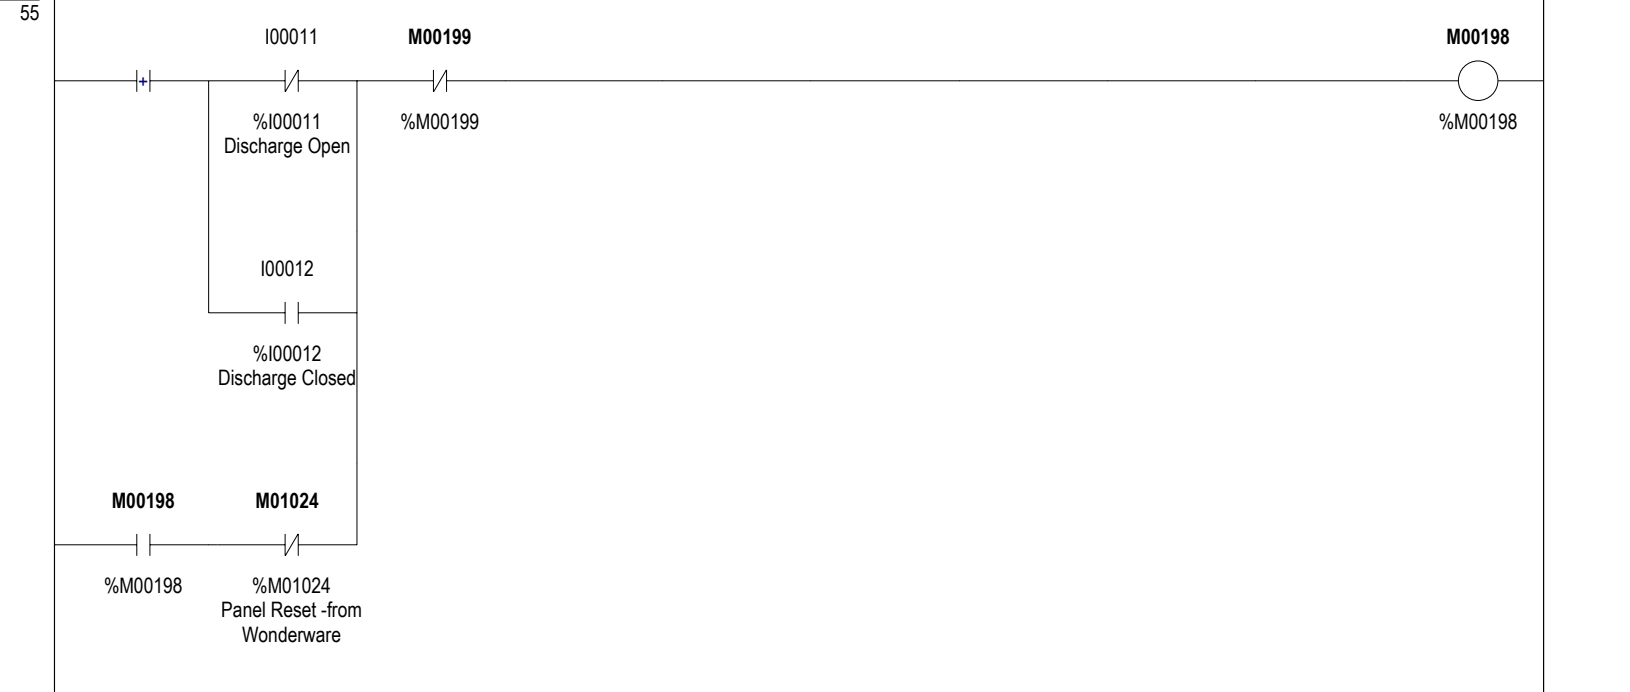 55
I00011 M00199 M00198
+
%I00011 %M00199 %M00198
Discharge Open
I00012
%I00012
Discharge Closed
M00198 M01024
%M00198 %M01024
Panel Reset -from
Wonderware